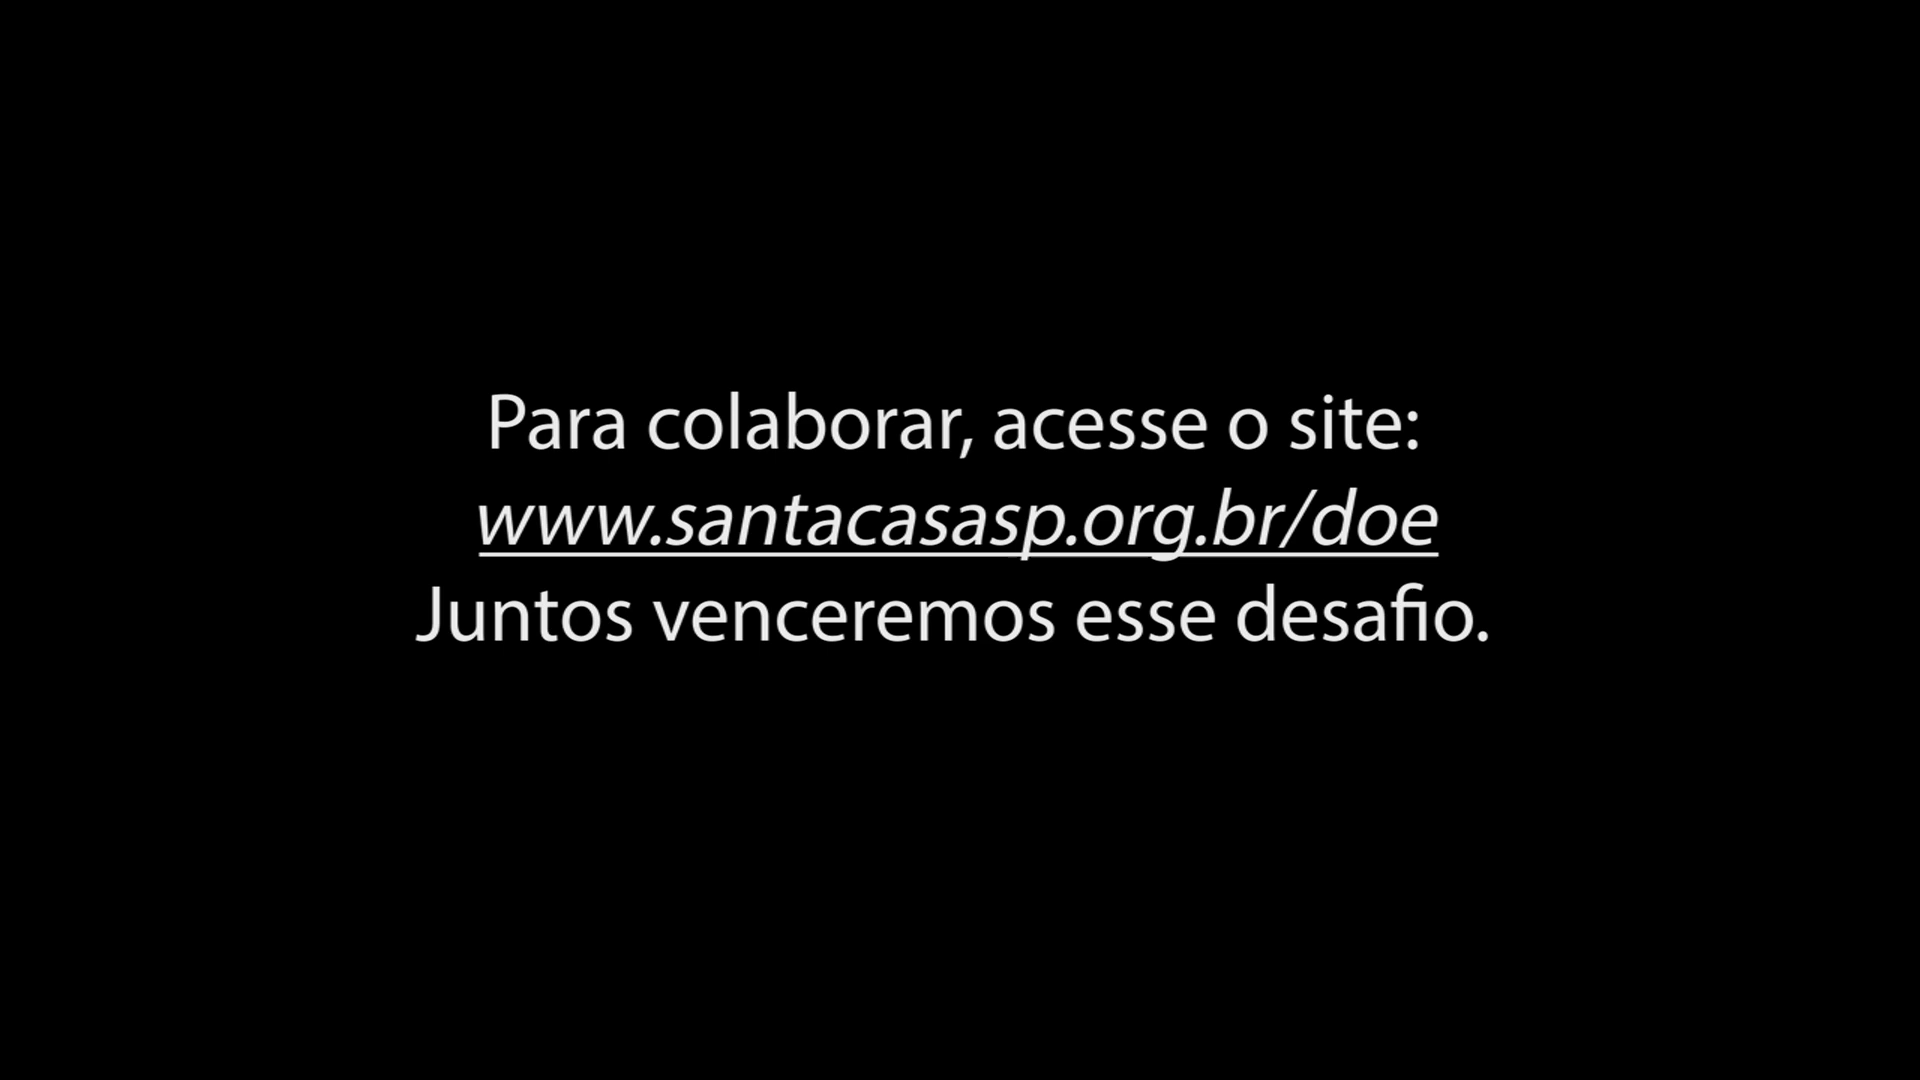 Para colaborar, acesse o site:
www.santacasasp.org.br/doe
Juntos venceremos esse desafio.